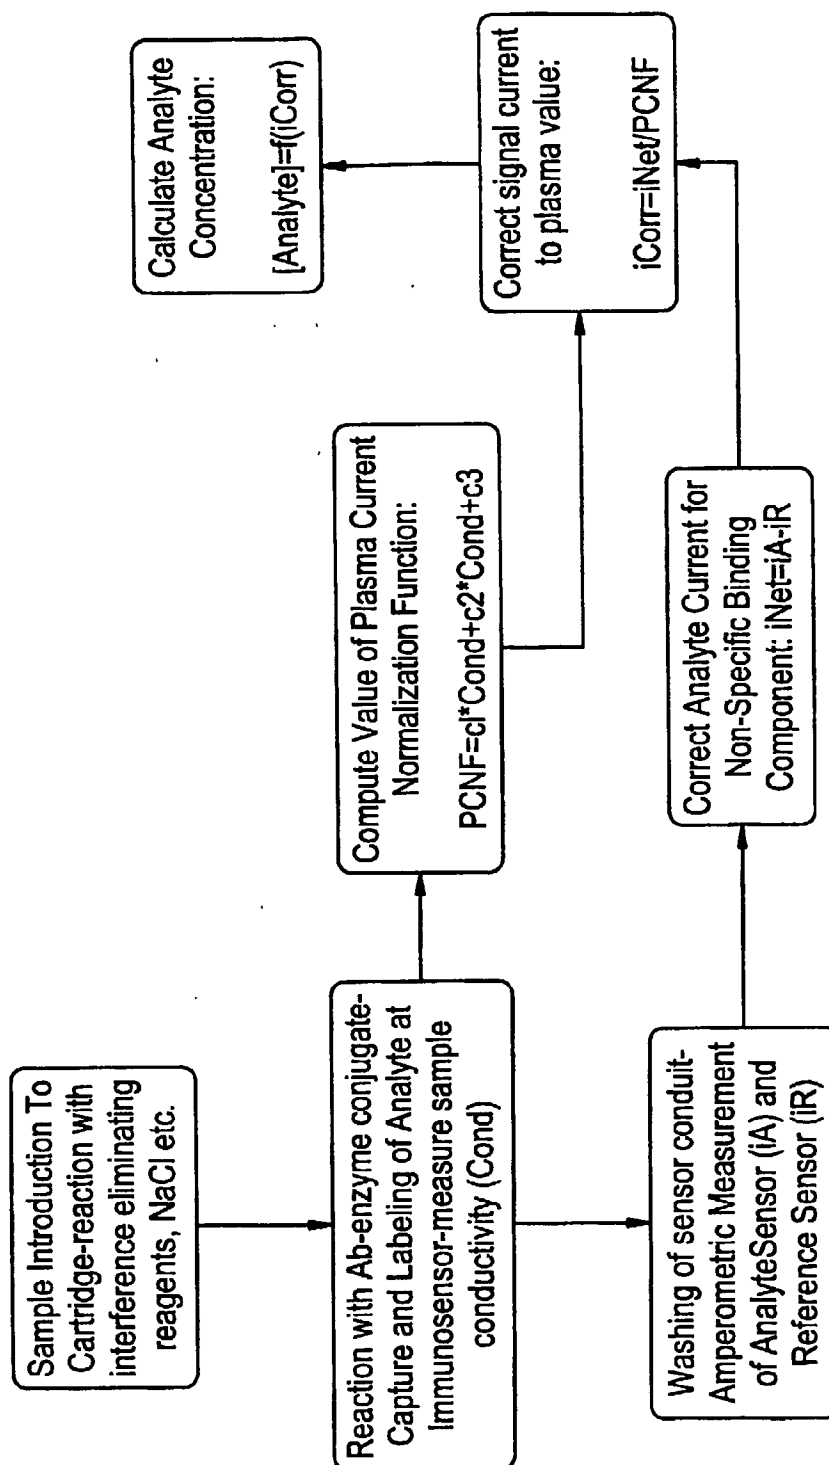 Sample Introduction To
Cartridge-reaction with
interference eliminating
reagents, NaCl etc.
Reaction with Ab-enzyme conjugate-
Capture and Labeling of Analyte at
Immunosensor-measure sample
conductivity (Cond)
Washing of sensor conduit-
Amperometric Measurement
of AnalyteSensor (iA) and
Reference Sensor (iR)
Compute Value of Plasma Current
Normalization Function:
PCNF=cl*Cond+c2*Cond+c3
Correct Analyte Current for
Non-Specific Binding
Component: iNet=iA-iR
Correct signal current
to plasma value:
iCorr=iNet/PCNF
Calculate Analyte
Concentration:
[Analyte]=f(iCorr)